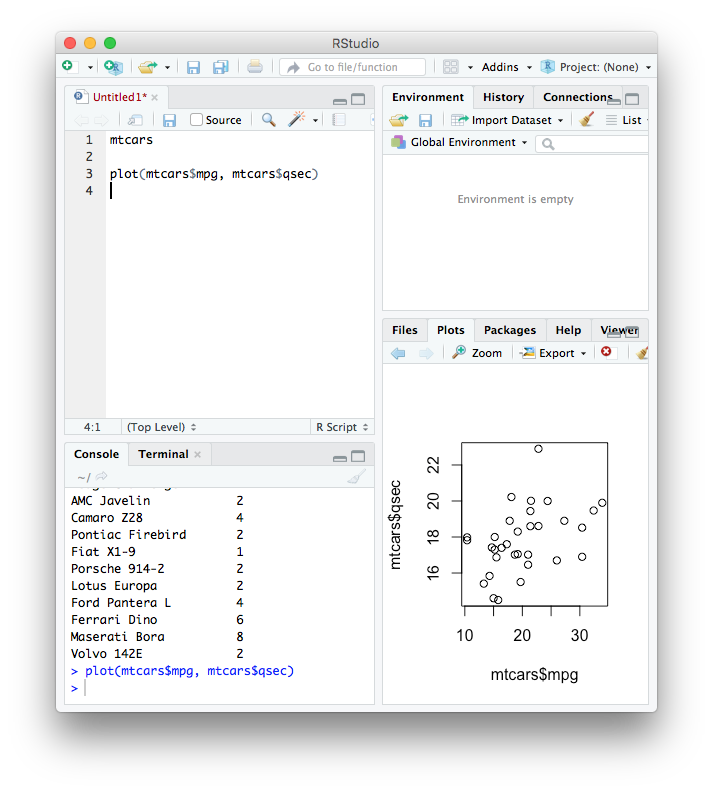 RStudio
Go to file/function
Addins
Project: (None)
Untitled1*
Source
1 mtcars
2
3 plot(mtcars$mpg, mtcars$qsec)
4
4:1 (Top Level) R Script
Console Terminal
~/
AMC Javelin 2
Camaro Z28 4
Pontiac Firebird 2
Fiat X1-9 1
Porsche 914-2 2
Lotus Europa 2
Ford Pantera L 4
Ferrari Dino 6
Maserati Bora 8
Volvo 142E 2
> plot(mtcars$mpg, mtcars$qsec)
>
Environment History Connections
Import Dataset List
Global Environment
Environment is empty
Files Plots Packages Help Viewer
Zoom Export
mtcars$qsec
22
20
18
16
10 20 30
mtcars$mpg